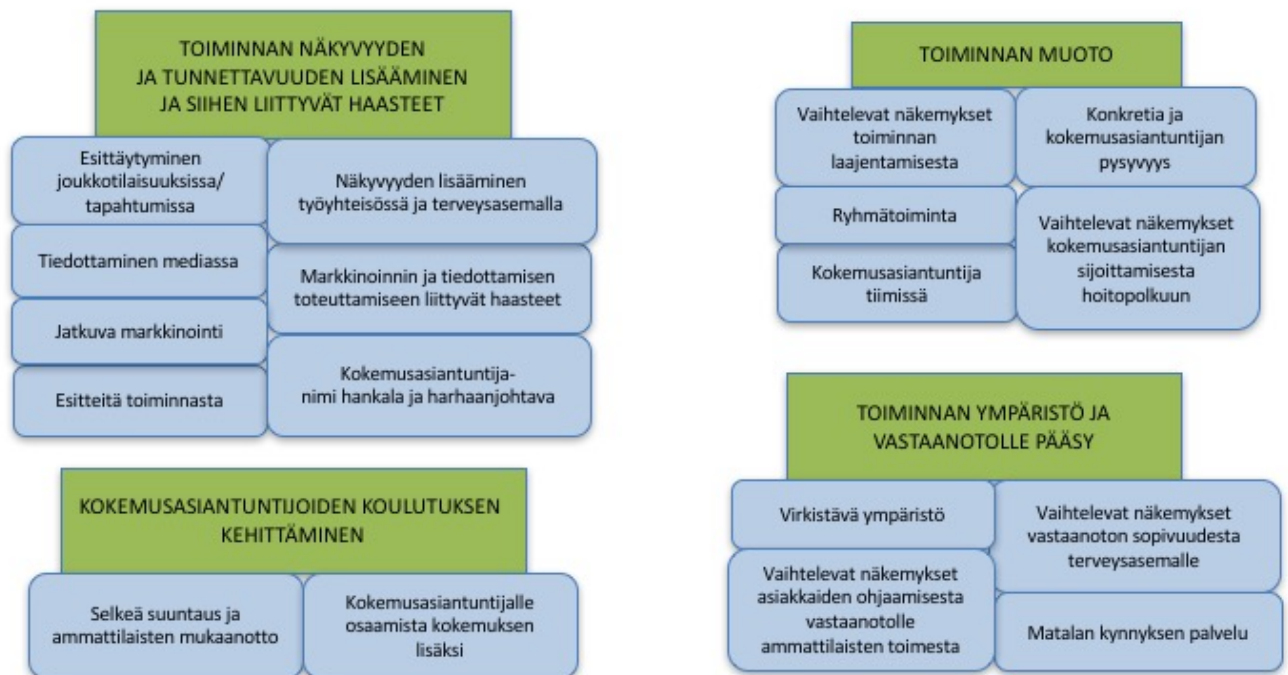 TOIMINNAN NÄKYVYYDEN
JA TUNNETTAVUUDEN LISÄÄMINEN
JA SIIHEN LIITTYVÄT HAASTEET
Esittäytyminen
joukkotilaisuuksissa/
tapahtumissa
Tiedottaminen mediassa
Jatkuva markkinointi
Esitteitä toiminnasta
Näkyvyyden lisääminen
työyhteisössä ja terveysasemalla
Markkinoinnin ja tiedottamisen
toteuttamiseen liittyvät haasteet
Kokemusasiantuntija-
nimi hankala ja harhaanjohtava
KOKEMUSASIANTUNTIJOIDEN KOULUTUKSEN
KEHITTÄMINEN
Selkeä suuntaus ja
ammattilaisten mukaanotto
Kokemusasiantuntijalle
osaamista kokemuksen
lisäksi
TOIMINNAN MUOTO
Vaihtelevat näkemykset
toiminnan
laajentamisesta
Ryhmätoiminta
Kokemusasiantuntija
tiimissä
Konkretia ja
kokemusasiantuntijan
pysyvyys
Vaihtelevat näkemykset
kokemusasiantuntijan
sijoittamisesta
hoitopolkuun
TOIMINNAN YMPÄRISTÖ JA
VASTAANOTOLLE PÄÄSY
Virkistävä ympäristö
Vaihtelevat näkemykset
asiakkaiden ohjaamisesta
vastaanotolle
ammattilaisten toimesta
Vaihtelevat näkemykset
vastaanoton sopivuudesta
terveysasemalle
Matalan kynnyksen palvelu